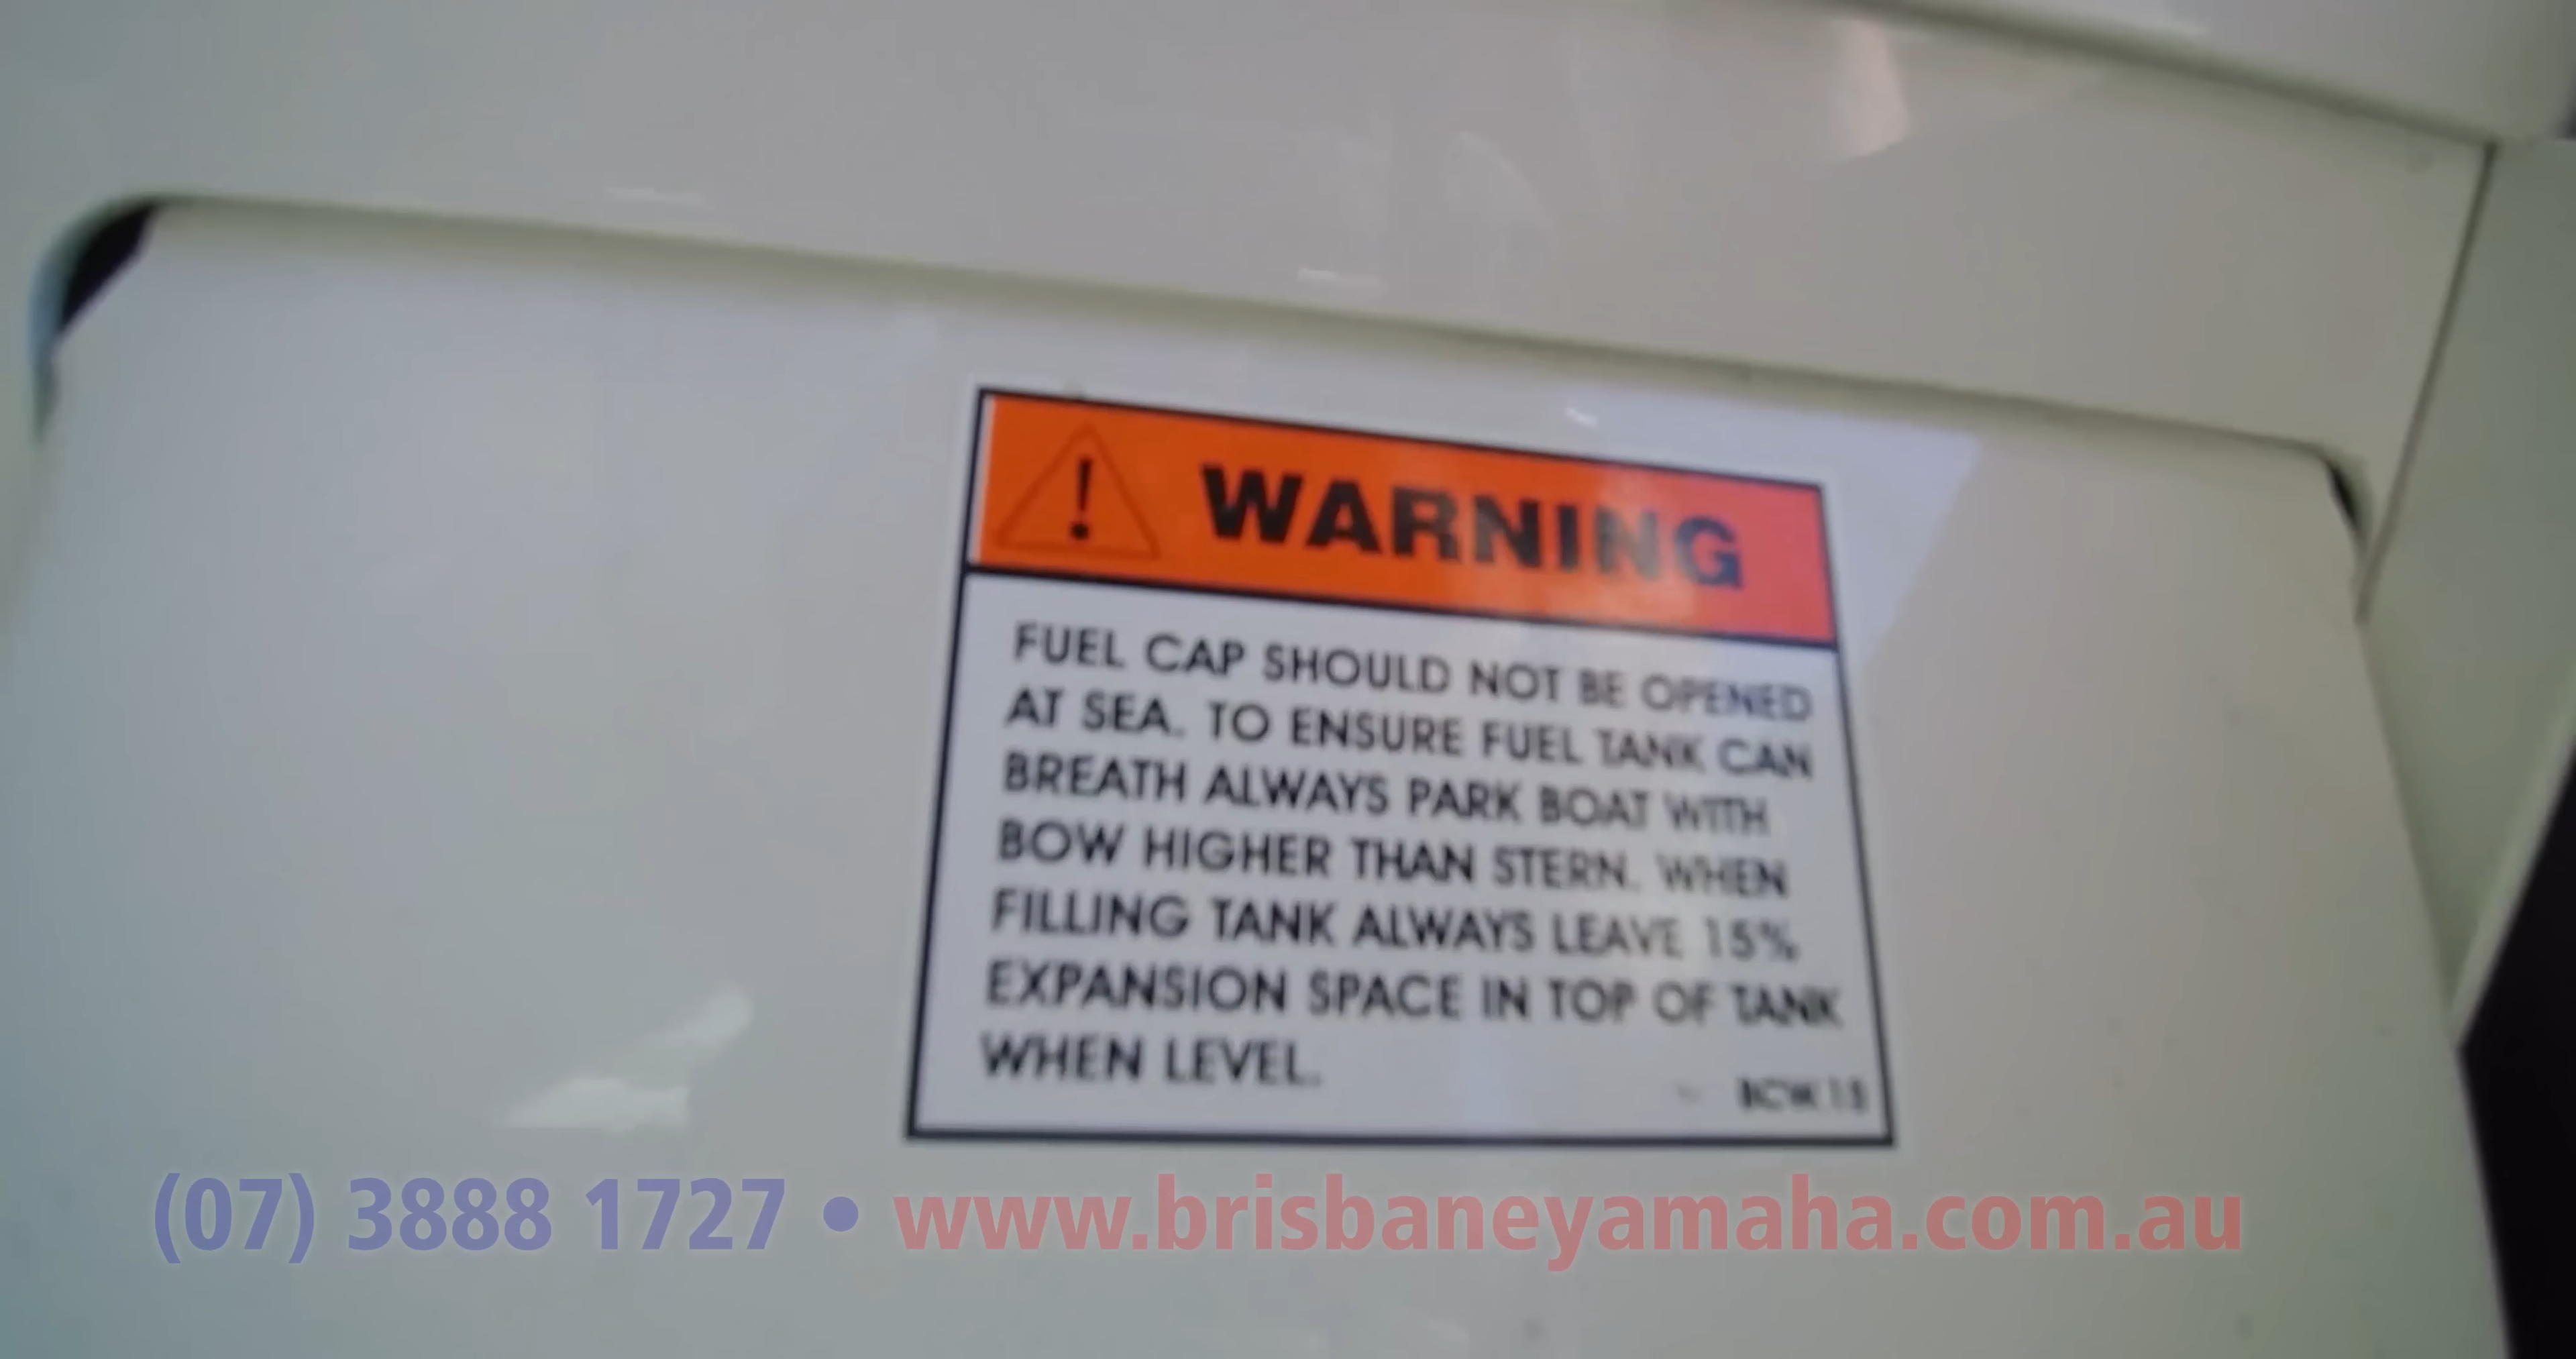 WARNING
FUEL CAP SHOULD NOT BE OPENED
AT SEA. TO ENSURE FUEL TANK CAN
BREATH ALWAYS PARK BOAT WITH
BOW HIGHER THAN STERN. WHEN
FILLING TANK ALWAYS LEAVE 15%
EXPANSION SPACE IN TOP OF TANK
WHEN LEVEL.
(07) 3888 1727 • www.brisbaneyamaha.com.au